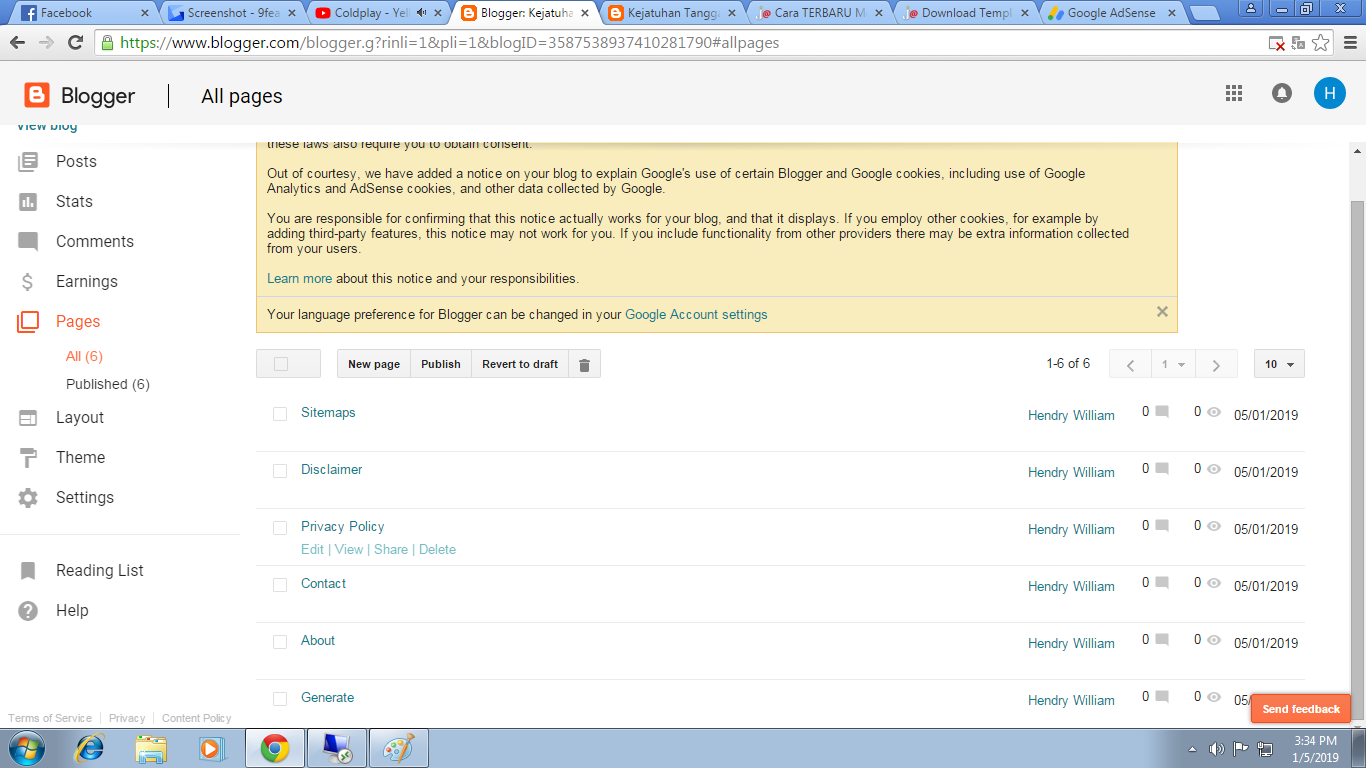 Facebook
Screenshot - 9fea
Coldplay - Yell
Blogger: Kejatuha
Kejatuhan Tangg
Cara TERBARU M
Download Templ
Google AdSense
https://www.blogger.com/blogger.g?rinli=1&pli=1&blogID=3587538937410281790#allpages
Blogger
All pages
H
View blog
Posts
Stats
Comments
Earnings
Pages
All (6)
Published (6)
Layout
Theme
Settings
Reading List
Help
Terms of Service
Privacy
Content Policy
these laws also require you to obtain consent.
Out of courtesy, we have added a notice on your blog to explain Google's use of certain Blogger and Google cookies, including use of Google
Analytics and AdSense cookies, and other data collected by Google.
You are responsible for confirming that this notice actually works for your blog, and that it displays. If you employ other cookies, for example by
adding third-party features, this notice may not work for you. If you include functionality from other providers there may be extra information collected
from your users.
Learn more about this notice and your responsibilities.
Your language preference for Blogger can be changed in your Google Account settings
New page Publish Revert to draft 1-6 of 6 1 10
Sitemaps Hendry William 0 0 05/01/2019
Disclaimer Hendry William 0 0 05/01/2019
Privacy Policy Hendry William 0 0 05/01/2019
Edit | View | Share | Delete
Contact Hendry William 0 0 05/01/2019
About Hendry William 0 0 05/01/2019
Generate Hendry William 0 0 05/
Send feedback
3:34 PM
1/5/2019